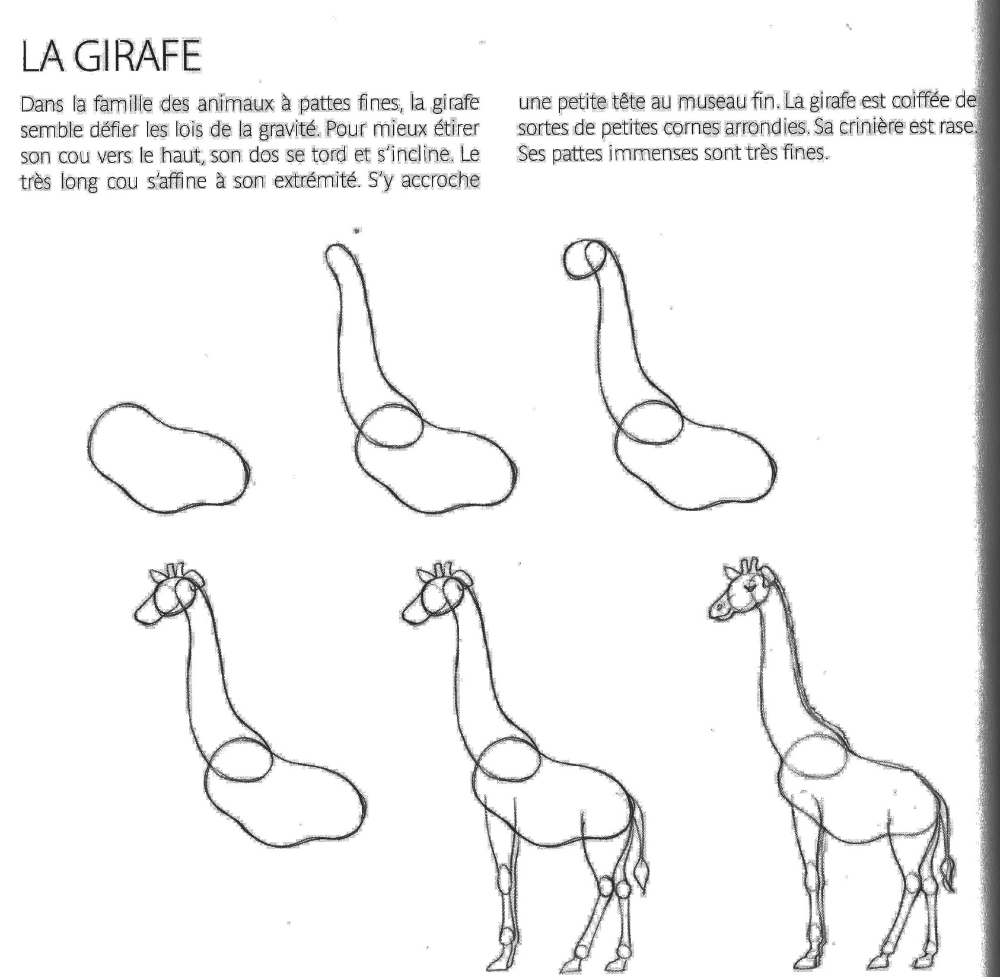 LA GIRAFE
Dans la famille des animaux à pattes fines, la girafe
semble défier les lois de la gravité. Pour mieux étirer
son cou vers le haut, son dos se tord et s'incline. Le
très long cou s'affine à son extrémité. S'y accroche
une petite tête au museau fin. La girafe est coiffée de
sortes de petites cornes arrondies. Sa crinière est rase.
Ses pattes immenses sont très fines.